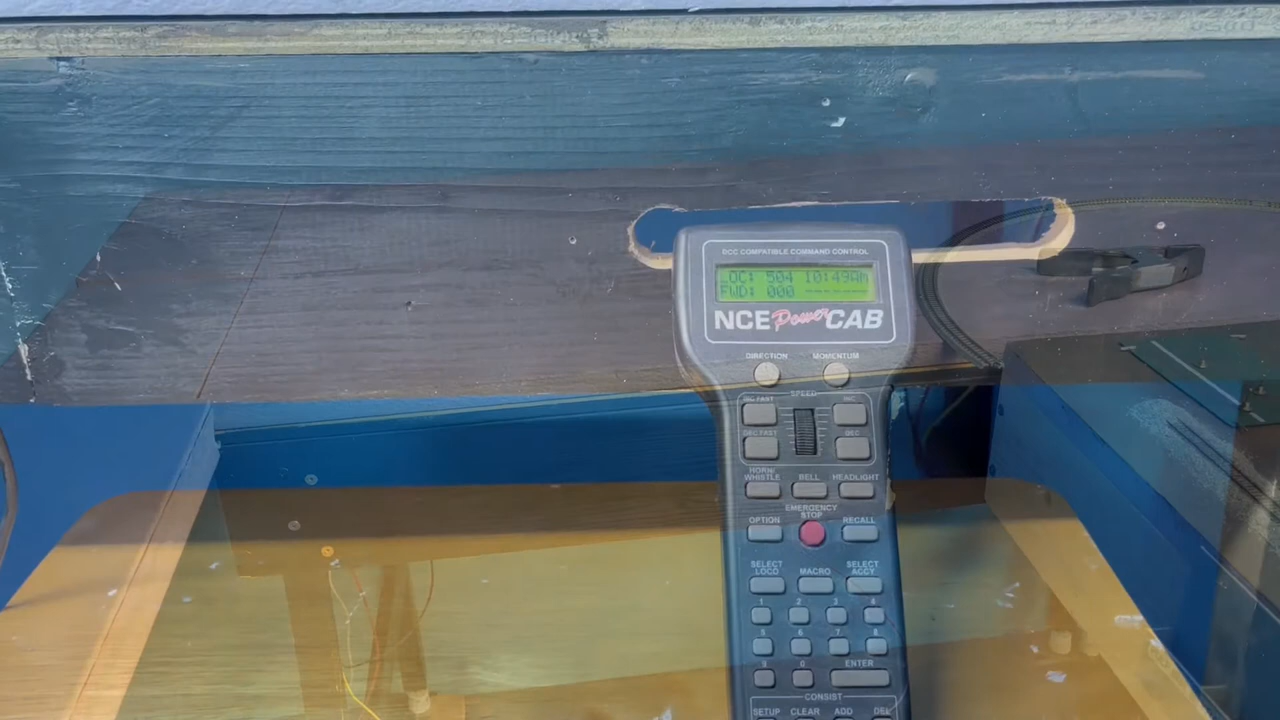 DCC COMPATIBLE COMMAND CONTROL
LOC: 504 10:49AM
FWD: 000
NCE Power CAB
DIRECTION MOMENTUM
SPEED
INC FAST INC
DEC FAST DEC
HORN/ WHISTLE BELL HEADLIGHT
EMERGENCY STOP
OPTION RECALL
SELECT LOCO MACRO SELECT ACCY
1 2 3 4
5 6 7 8
9 0 ENTER
CONSIST
SETUP CLEAR ADD DEL